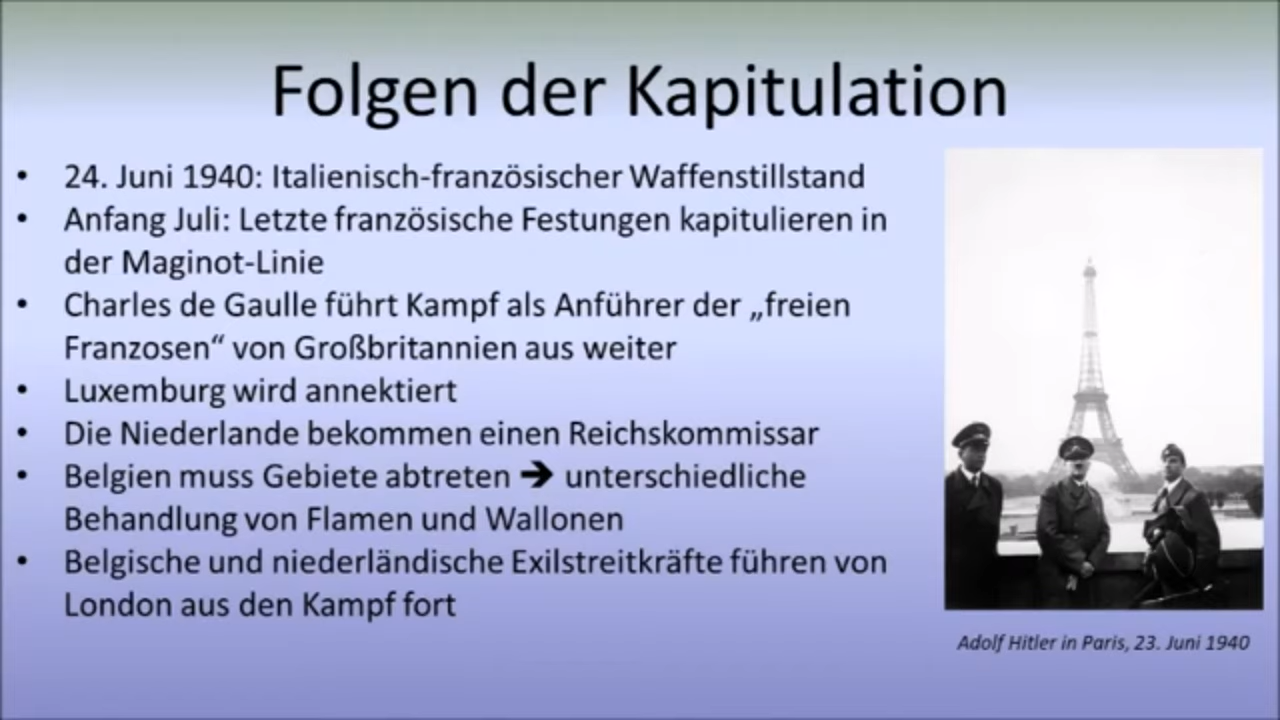 Folgen der Kapitulation
• 24. Juni 1940: Italienisch-französischer Waffenstillstand
• Anfang Juli: Letzte französische Festungen kapitulieren in
der Maginot-Linie
• Charles de Gaulle führt Kampf als Anführer der „freien
Franzosen“ von Großbritannien aus weiter
• Luxemburg wird annektiert
• Die Niederlande bekommen einen Reichskommissar
• Belgien muss Gebiete abtreten ➔ unterschiedliche
Behandlung von Flamen und Wallonen
• Belgische und niederländische Exilstreitkräfte führen von
London aus den Kampf fort
Adolf Hitler in Paris, 23. Juni 1940